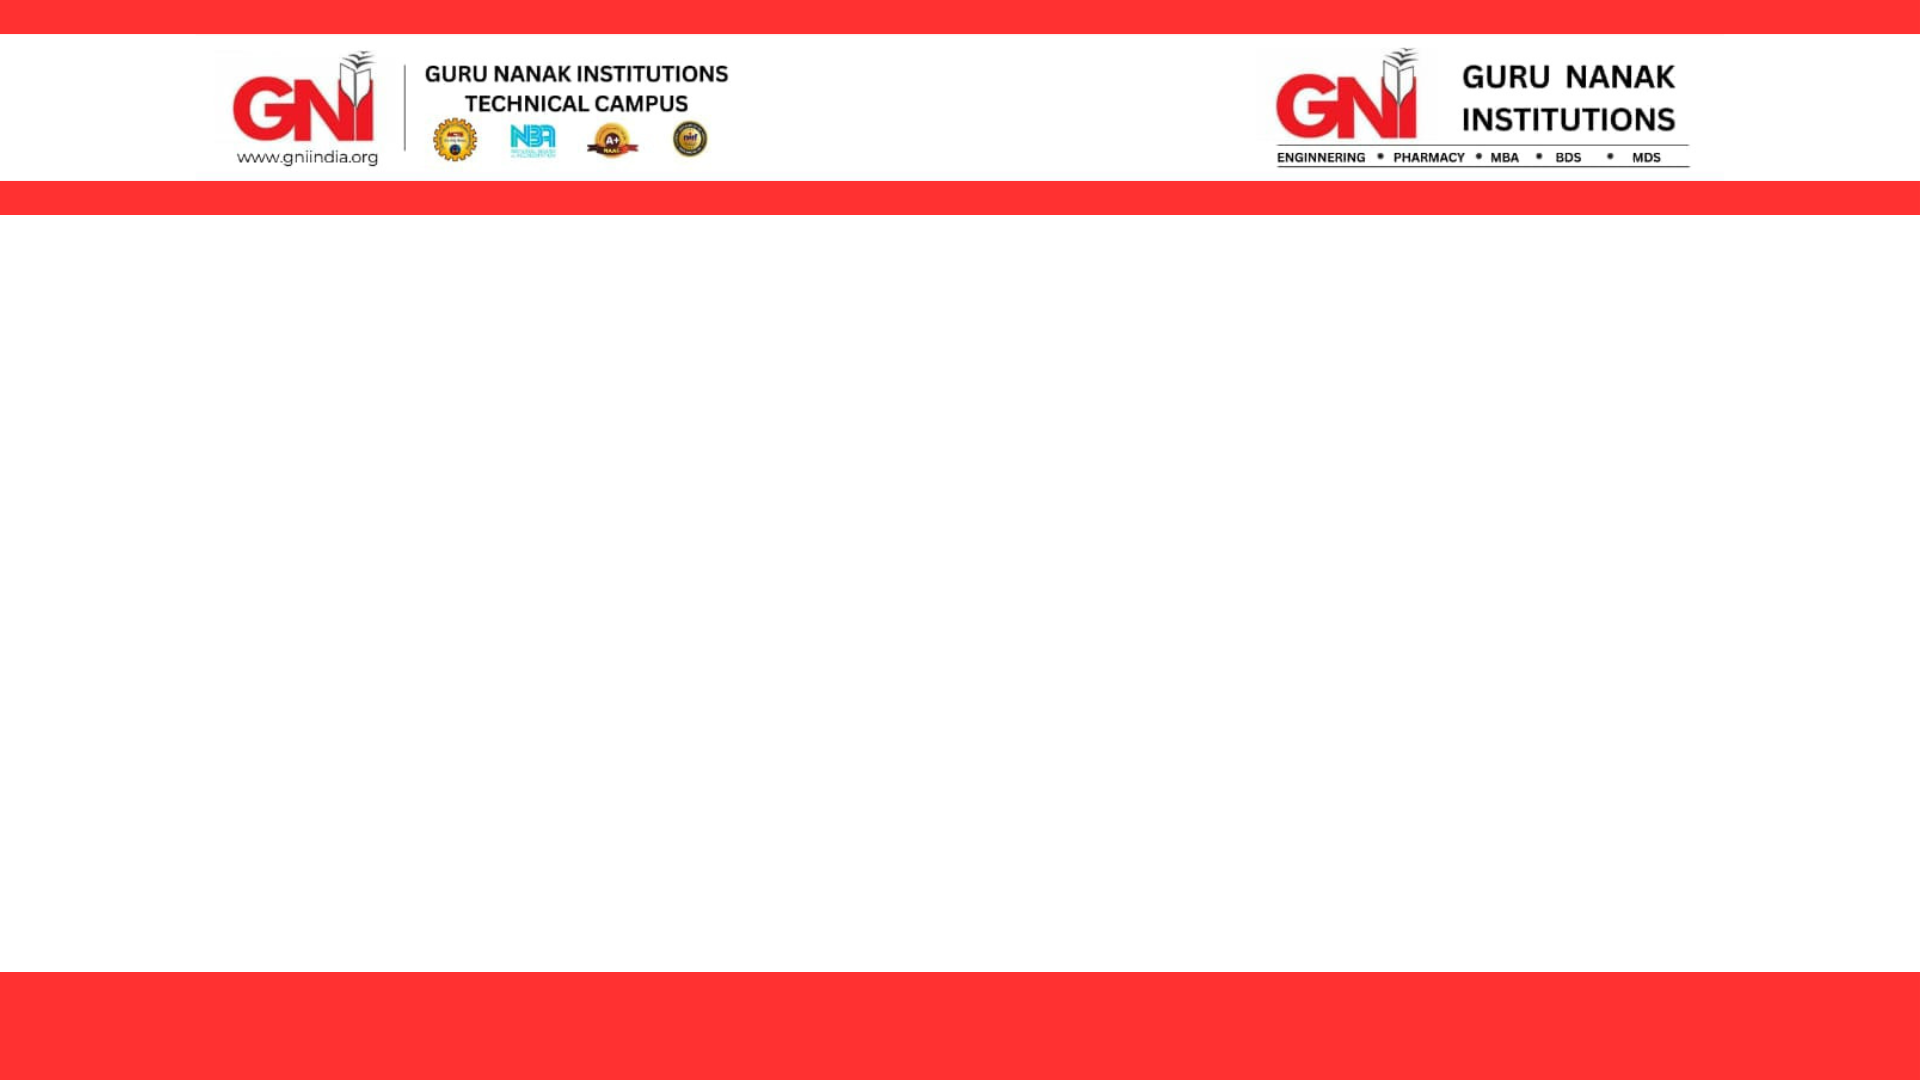 GNI
GURU NANAK INSTITUTIONS
TECHNICAL CAMPUS
www.gniindia.org
NBA
A+
NAAC
GNI
GURU NANAK
INSTITUTIONS
ENGINNERING * PHARMACY * MBA * BDS * MDS